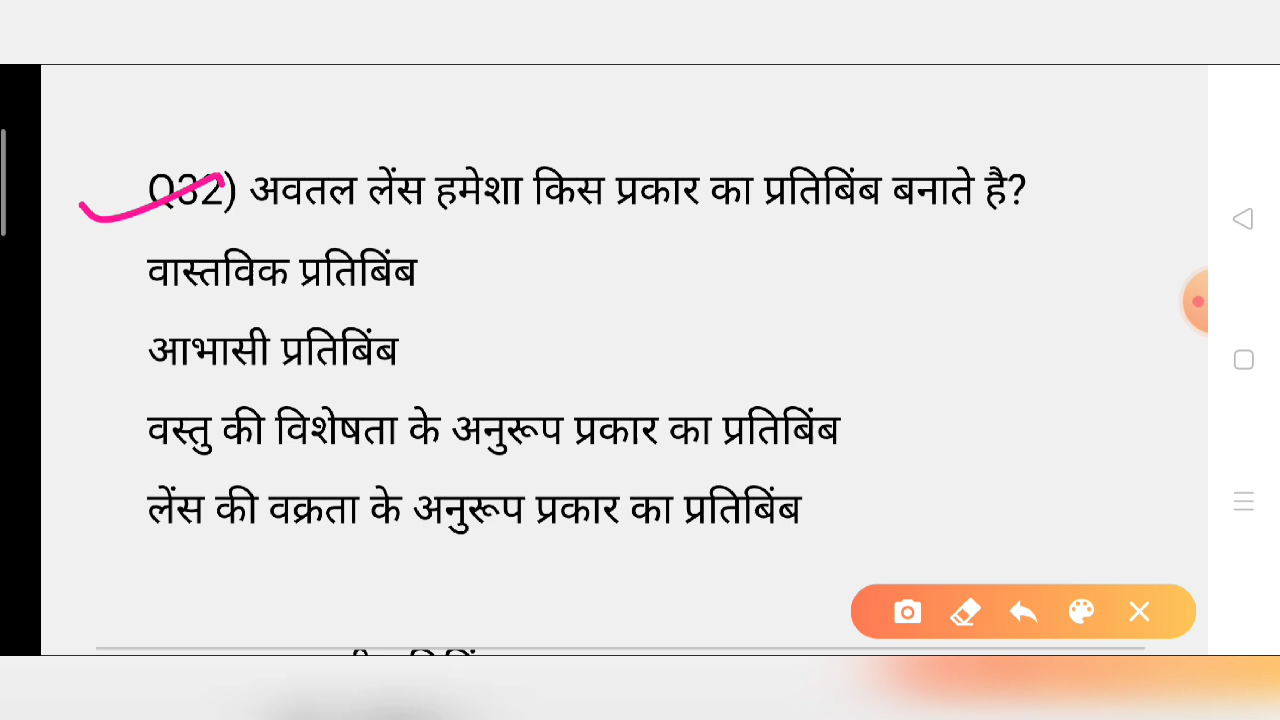 Q32) अवतल लेंस हमेशा किस प्रकार का प्रतिबिंब बनाते है?
वास्तविक प्रतिबिंब
आभासी प्रतिबिंब
वस्तु की विशेषता के अनुरूप प्रकार का प्रतिबिंब
लेंस की वक्रता के अनुरूप प्रकार का प्रतिबिंब